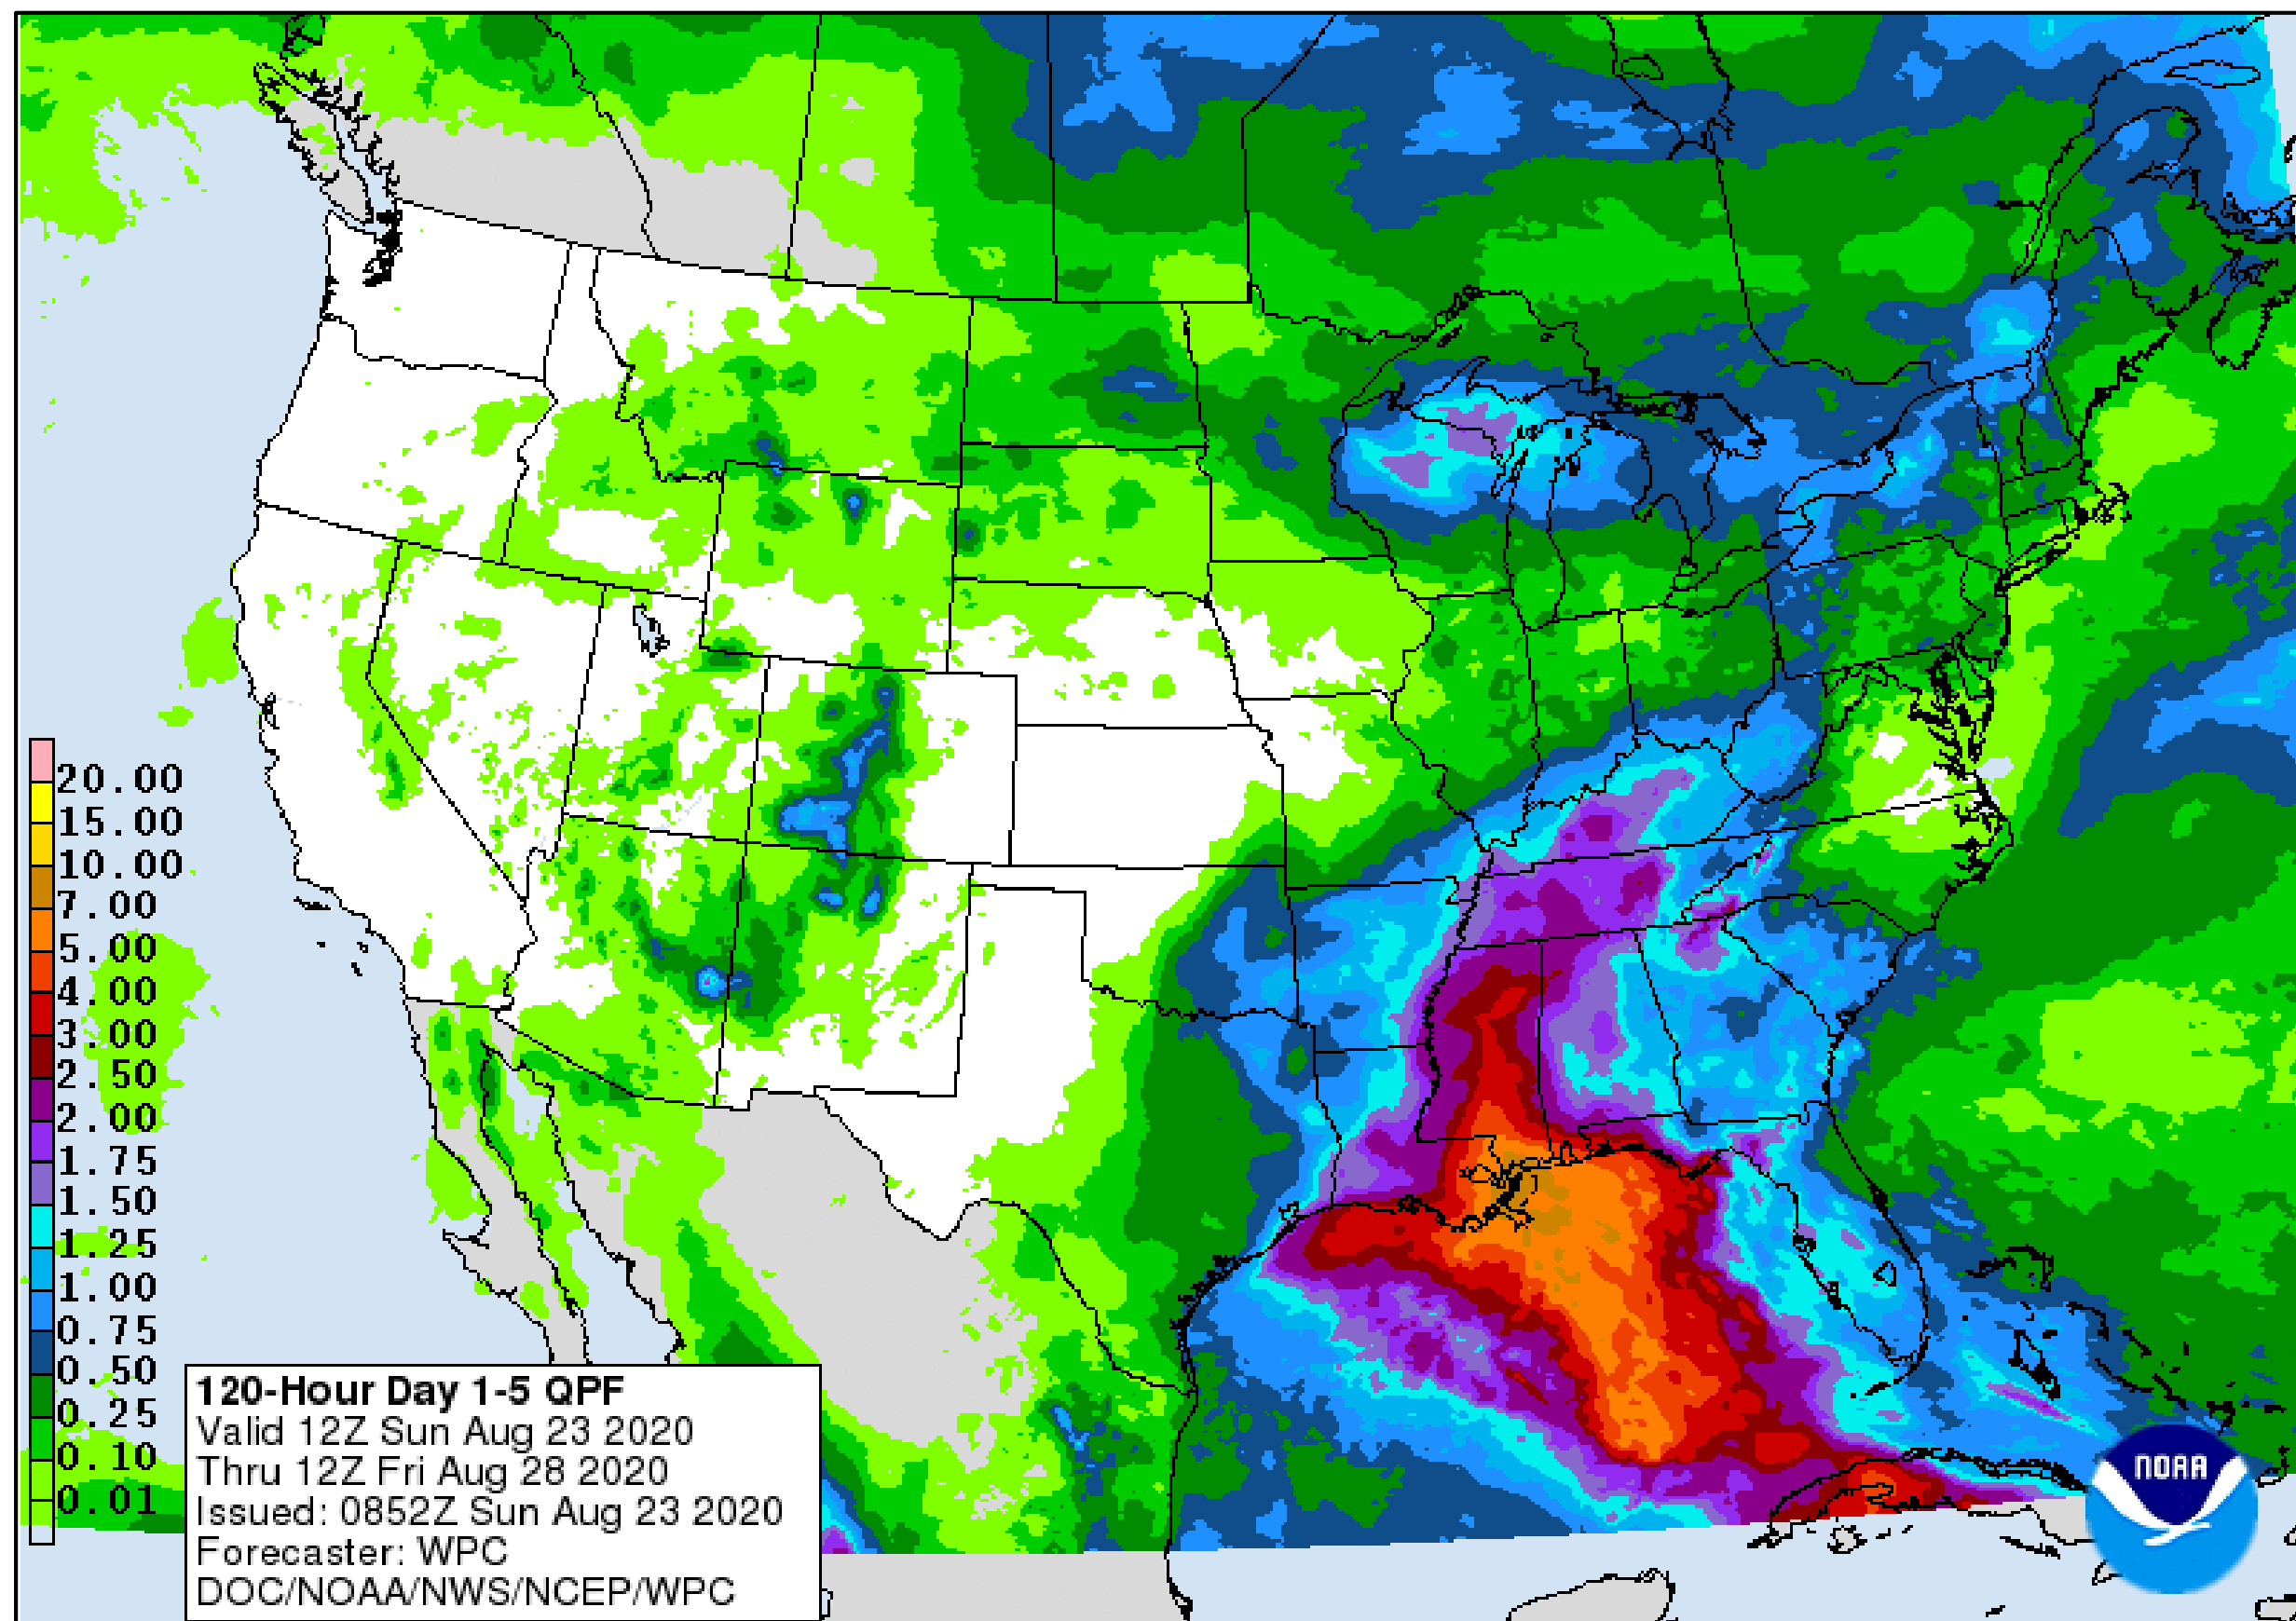 20.00
15.00
10.00
7.00
5.00
4.00
3.00
2.50
2.00
1.75
1.50
1.25
1.00
0.75
0.50
0.25
0.10
0.01
120-Hour Day 1-5 QPF
Valid 12Z Sun Aug 23 2020
Thru 12Z Fri Aug 28 2020
Issued: 0852Z Sun Aug 23 2020
Forecaster: WPC
DOC/NOAA/NWS/NCEP/WPC
NOAA